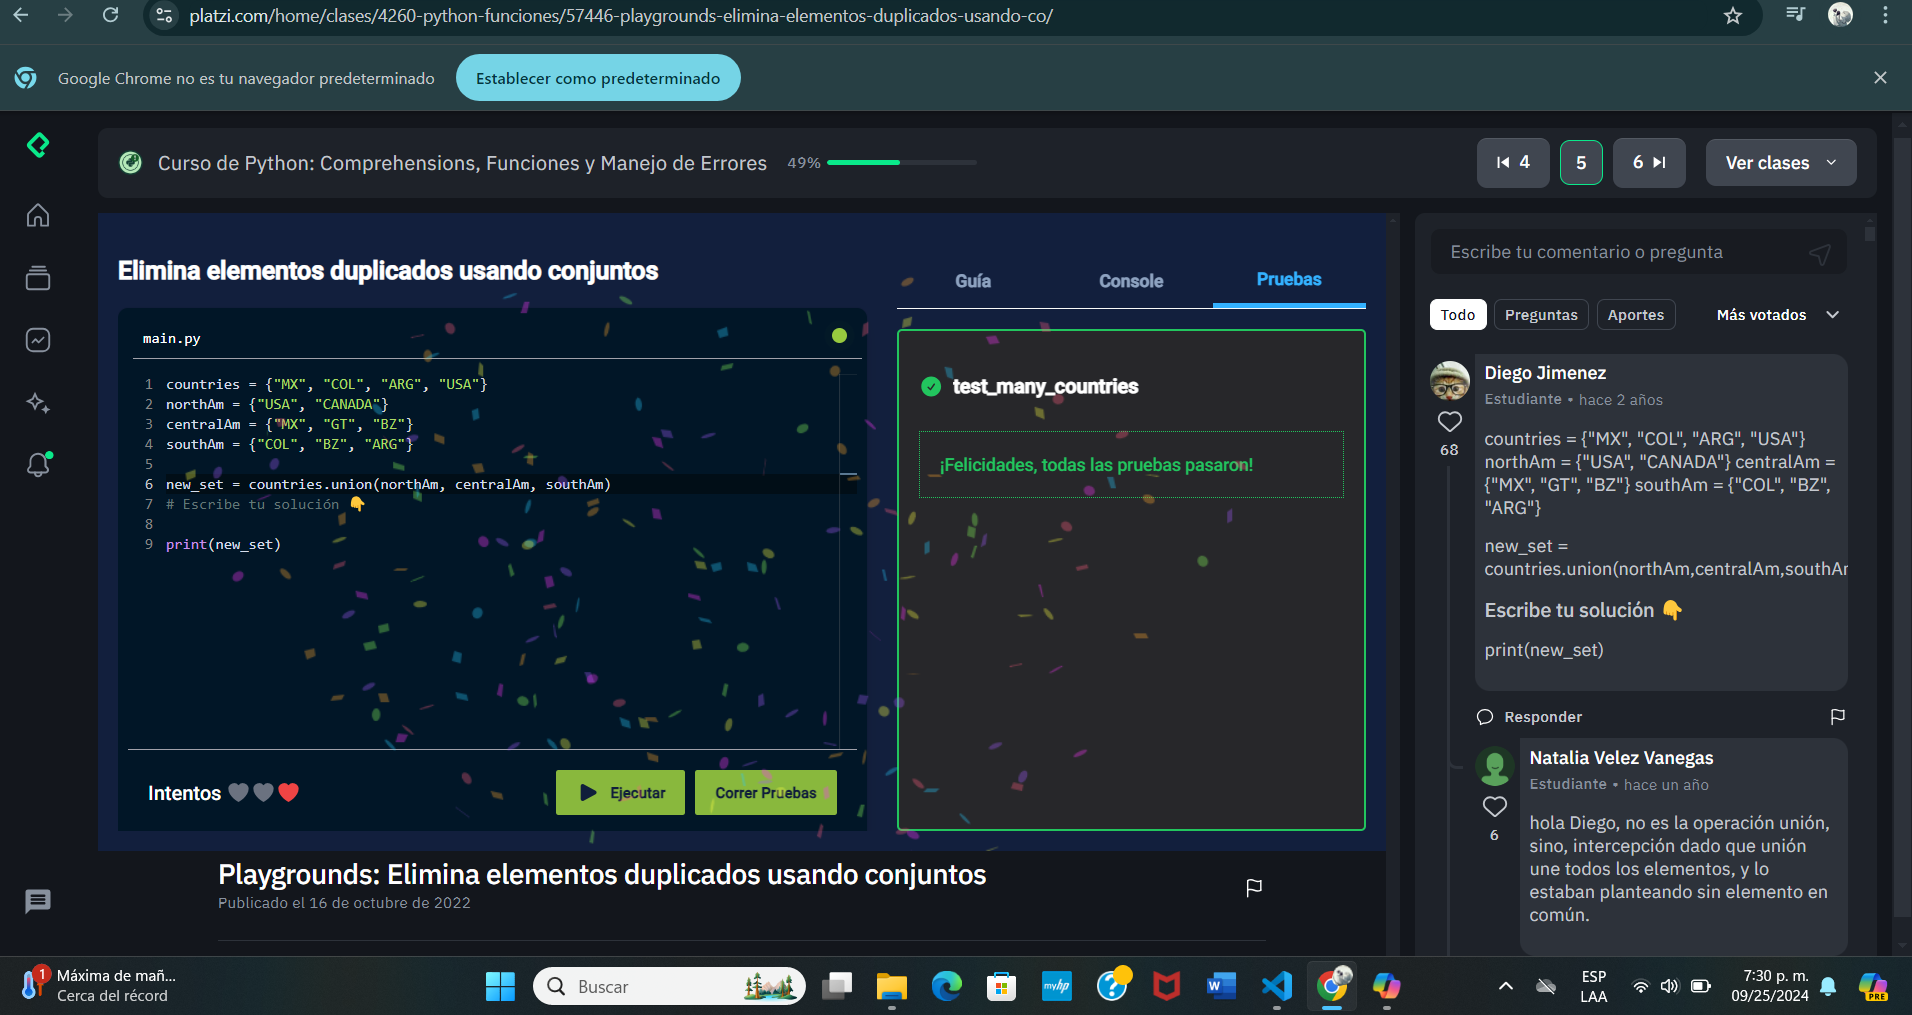 platzi.com/home/clases/4260-python-funciones/57446-playgrounds-elimina-elementos-duplicados-usando-co/
Google Chrome no es tu navegador predeterminado
Establecer como predeterminado
Curso de Python: Comprehensions, Funciones y Manejo de Errores
49%
4
5
6
Ver clases
Elimina elementos duplicados usando conjuntos
main.py
1 countries = {"MX", "COL", "ARG", "USA"}
2 northAm = {"USA", "CANADA"}
3 centralAm = {"MX", "GT", "BZ"}
4 southAm = {"COL", "BZ", "ARG"}
5
6 new_set = countries.union(northAm, centralAm, southAm)
7 # Escribe tu solución 👇
8
9 print(new_set)
Intentos
Ejecutar
Correr Pruebas
Guía
Console
Pruebas
test_many_countries
¡Felicidades, todas las pruebas pasaron!
Playgrounds: Elimina elementos duplicados usando conjuntos
Publicado el 16 de octubre de 2022
Escribe tu comentario o pregunta
Todo
Preguntas
Aportes
Más votados
Diego Jimenez
Estudiante • hace 2 años
68
countries = {"MX", "COL", "ARG", "USA"}
northAm = {"USA", "CANADA"} centralAm =
{"MX", "GT", "BZ"} southAm = {"COL", "BZ",
"ARG"}
new_set =
countries.union(northAm,centralAm,southAr
Escribe tu solución 👇
print(new_set)
Responder
Natalia Velez Vanegas
Estudiante • hace un año
6
hola Diego, no es la operación unión,
sino, intercepción dado que unión
une todos los elementos, y lo
estaban planteando sin elemento en
común.
1
Máxima de mañ...
Cerca del récord
Buscar
myhp
W
PRE
ESP
LAA
7:30 p. m.
09/25/2024